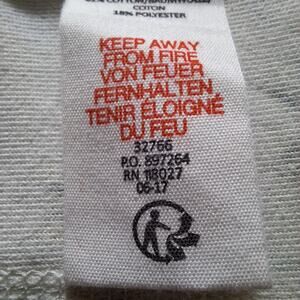 COTON
18% POLYESTER
KEEP AWAY
FROM FIRE
VON FEUER
FERNHALTEN,
TENIR ÉLOIGNÉ
DU FEU
32766
P.O. 897264
RN 118027
06-17